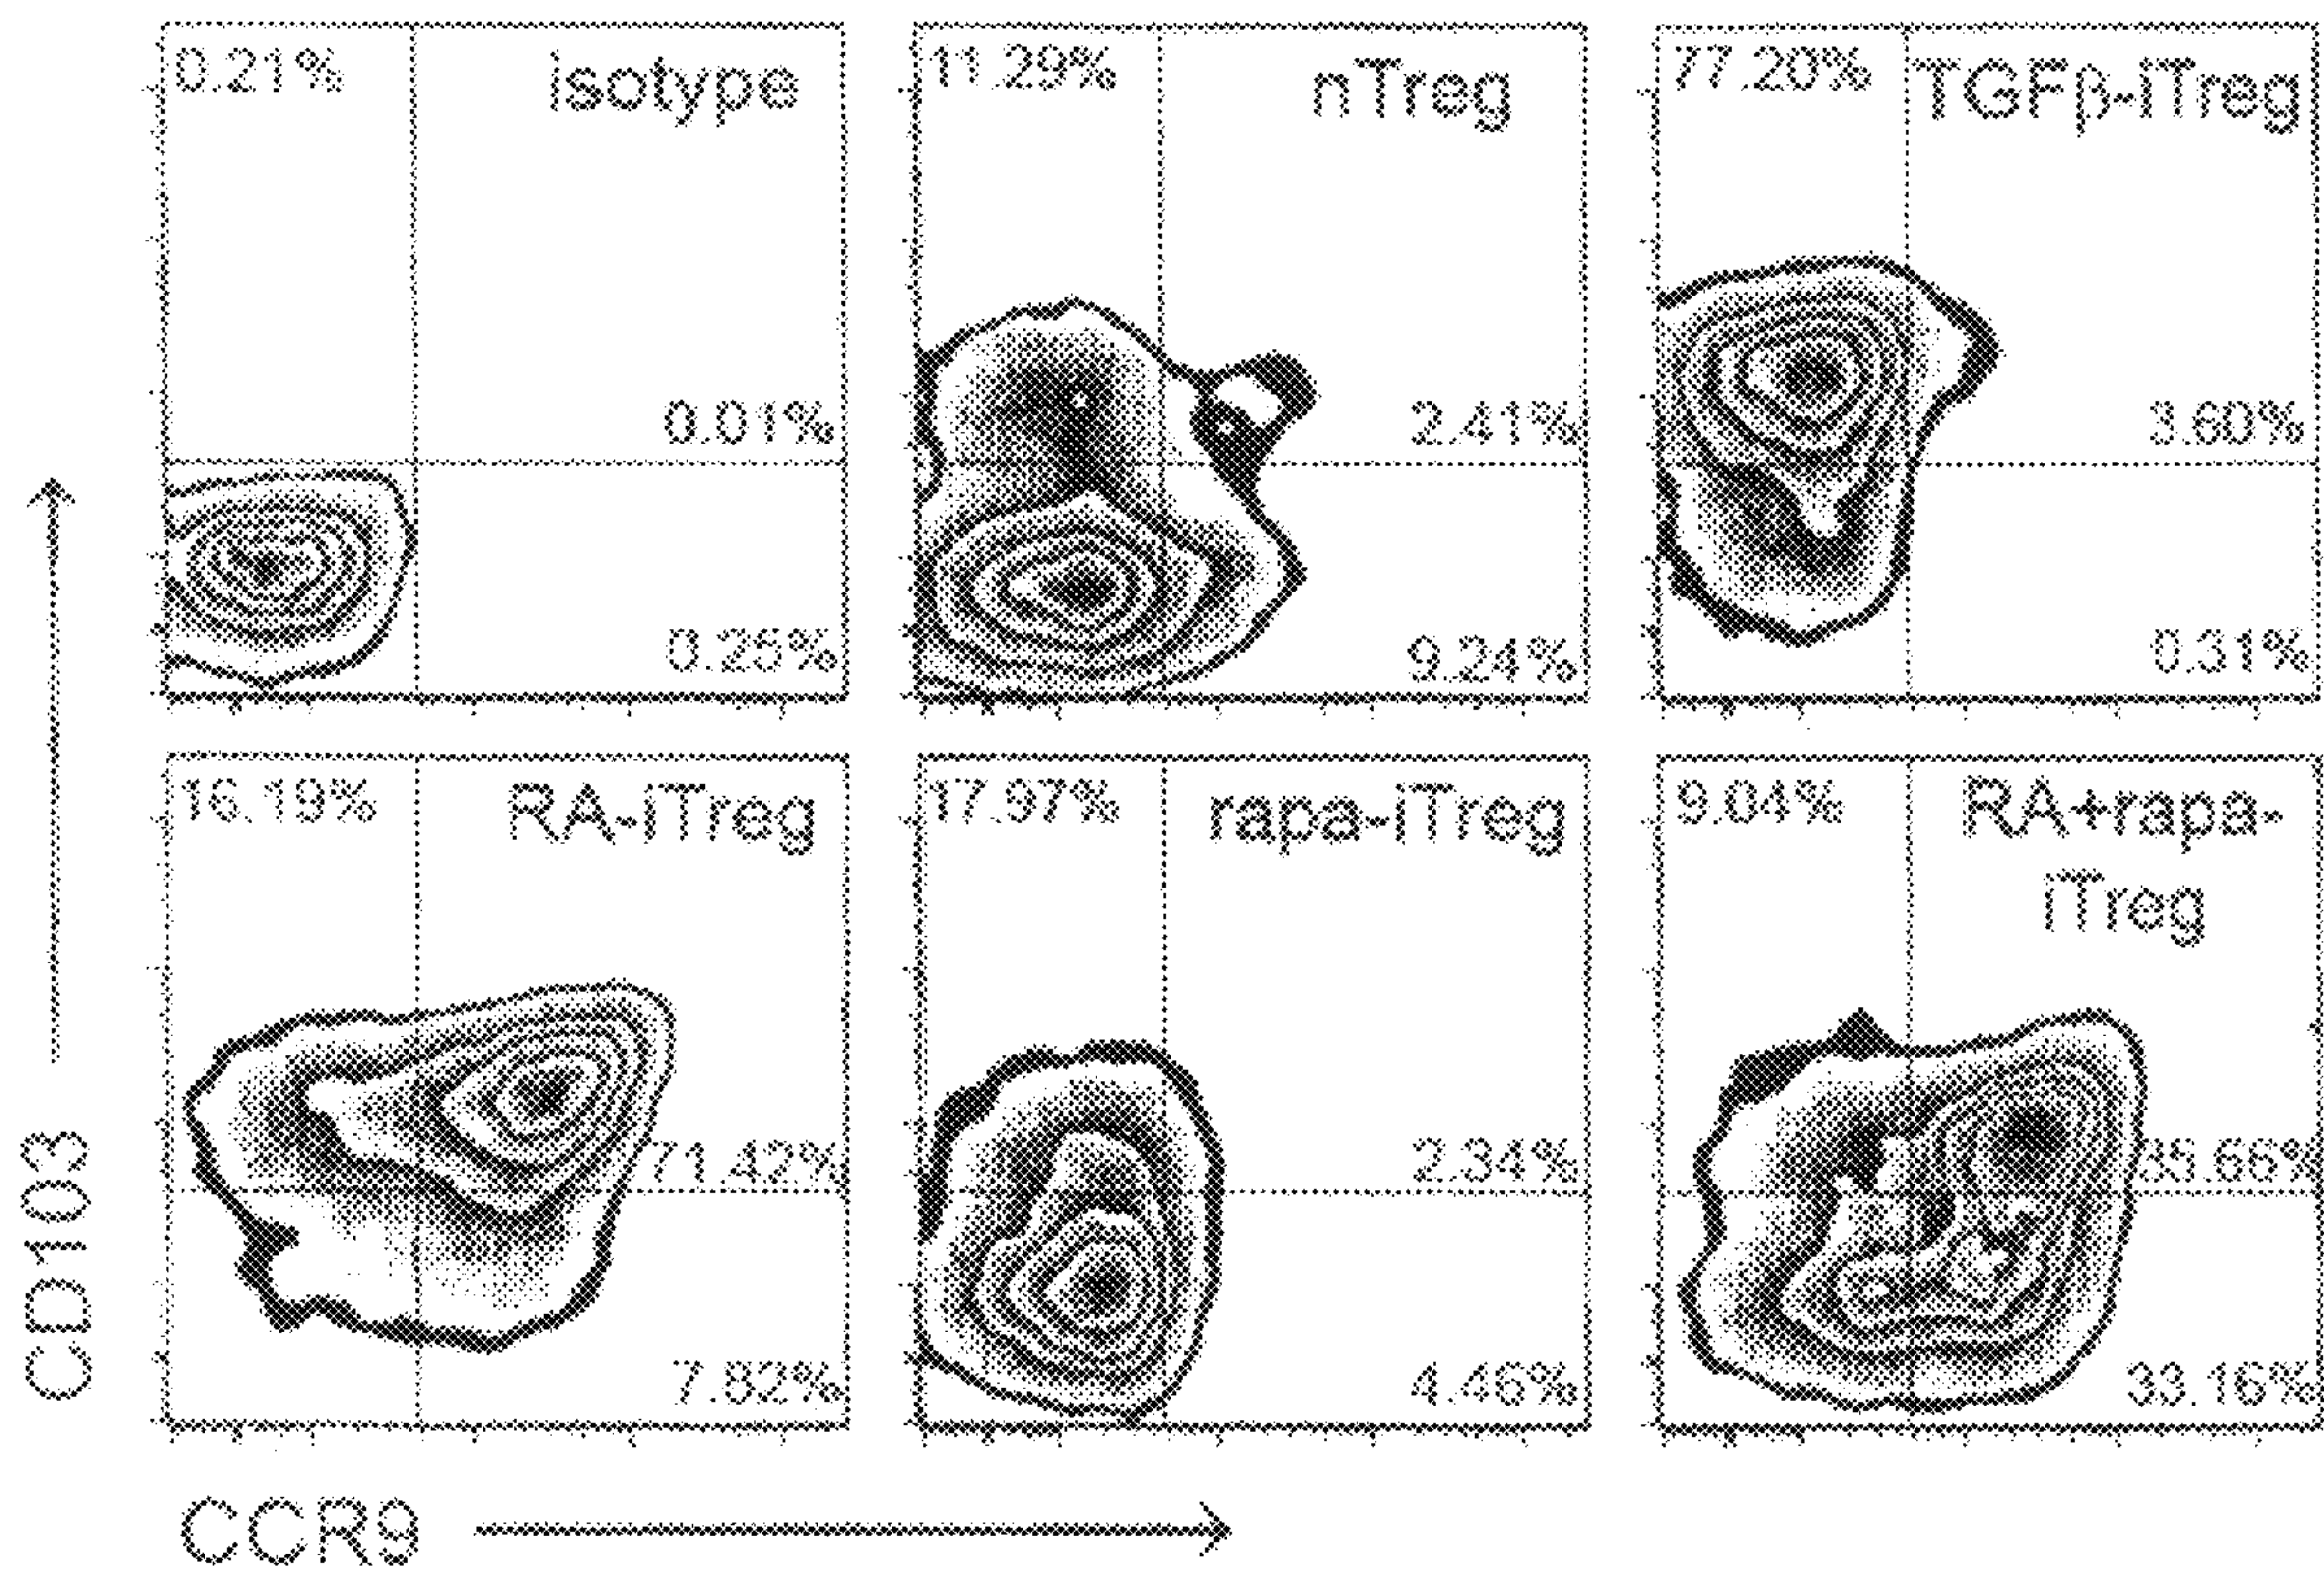 0.21%
isotype
0.01%
0.25%
11.29%
nTreg
2.41%
9.24%
77.20%
TGFβ-iTreg
3.60%
0.31%
16.19%
RA-iTreg
71.42%
7.82%
17.97%
rapa-iTreg
2.34%
4.46%
9.04%
RA+rapa-
iTreg
35.66%
33.16%
CD103
CCR9